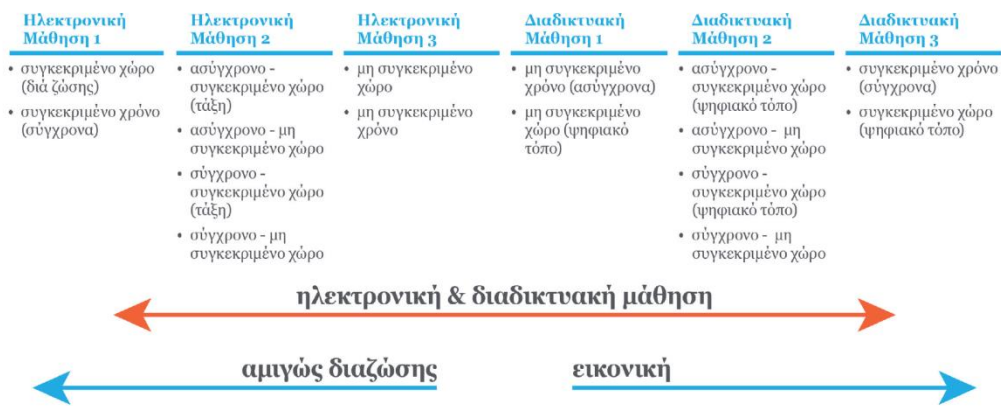 Ηλεκτρονική
Μάθηση 1
• συγκεκριμένο χώρο
(διά ζώσης)
• συγκεκριμένο χρόνο
(σύγχρονα)
Ηλεκτρονική
Μάθηση 2
• ασύγχρονο -
συγκεκριμένο χώρο
(τάξη)
• ασύγχρονο - μη
συγκεκριμένο χώρο
• σύγχρονο -
συγκεκριμένο χώρο
(τάξη)
• σύγχρονο - μη
συγκεκριμένο χώρο
Ηλεκτρονική
Μάθηση 3
• μη συγκεκριμένο
χώρο
• μη συγκεκριμένο
χρόνο
Διαδικτυακή
Μάθηση 1
• μη συγκεκριμένο
χρόνο (ασύγχρονα)
• μη συγκεκριμένο
χώρο (ψηφιακό
τόπο)
Διαδικτυακή
Μάθηση 2
• ασύγχρονο -
συγκεκριμένο χώρο
(ψηφιακό τόπο)
• ασύγχρονο - μη
συγκεκριμένο χώρο
• σύγχρονο -
συγκεκριμένο χώρο
(ψηφιακό τόπο)
• σύγχρονο - μη
συγκεκριμένο χώρο
Διαδικτυακή
Μάθηση 3
• συγκεκριμένο χρόνο
(σύγχρονα)
• συγκεκριμένο χώρο
(ψηφιακό τόπο)
ηλεκτρονική & διαδικτυακή μάθηση
αμιγώς διαζώσης
εικονική